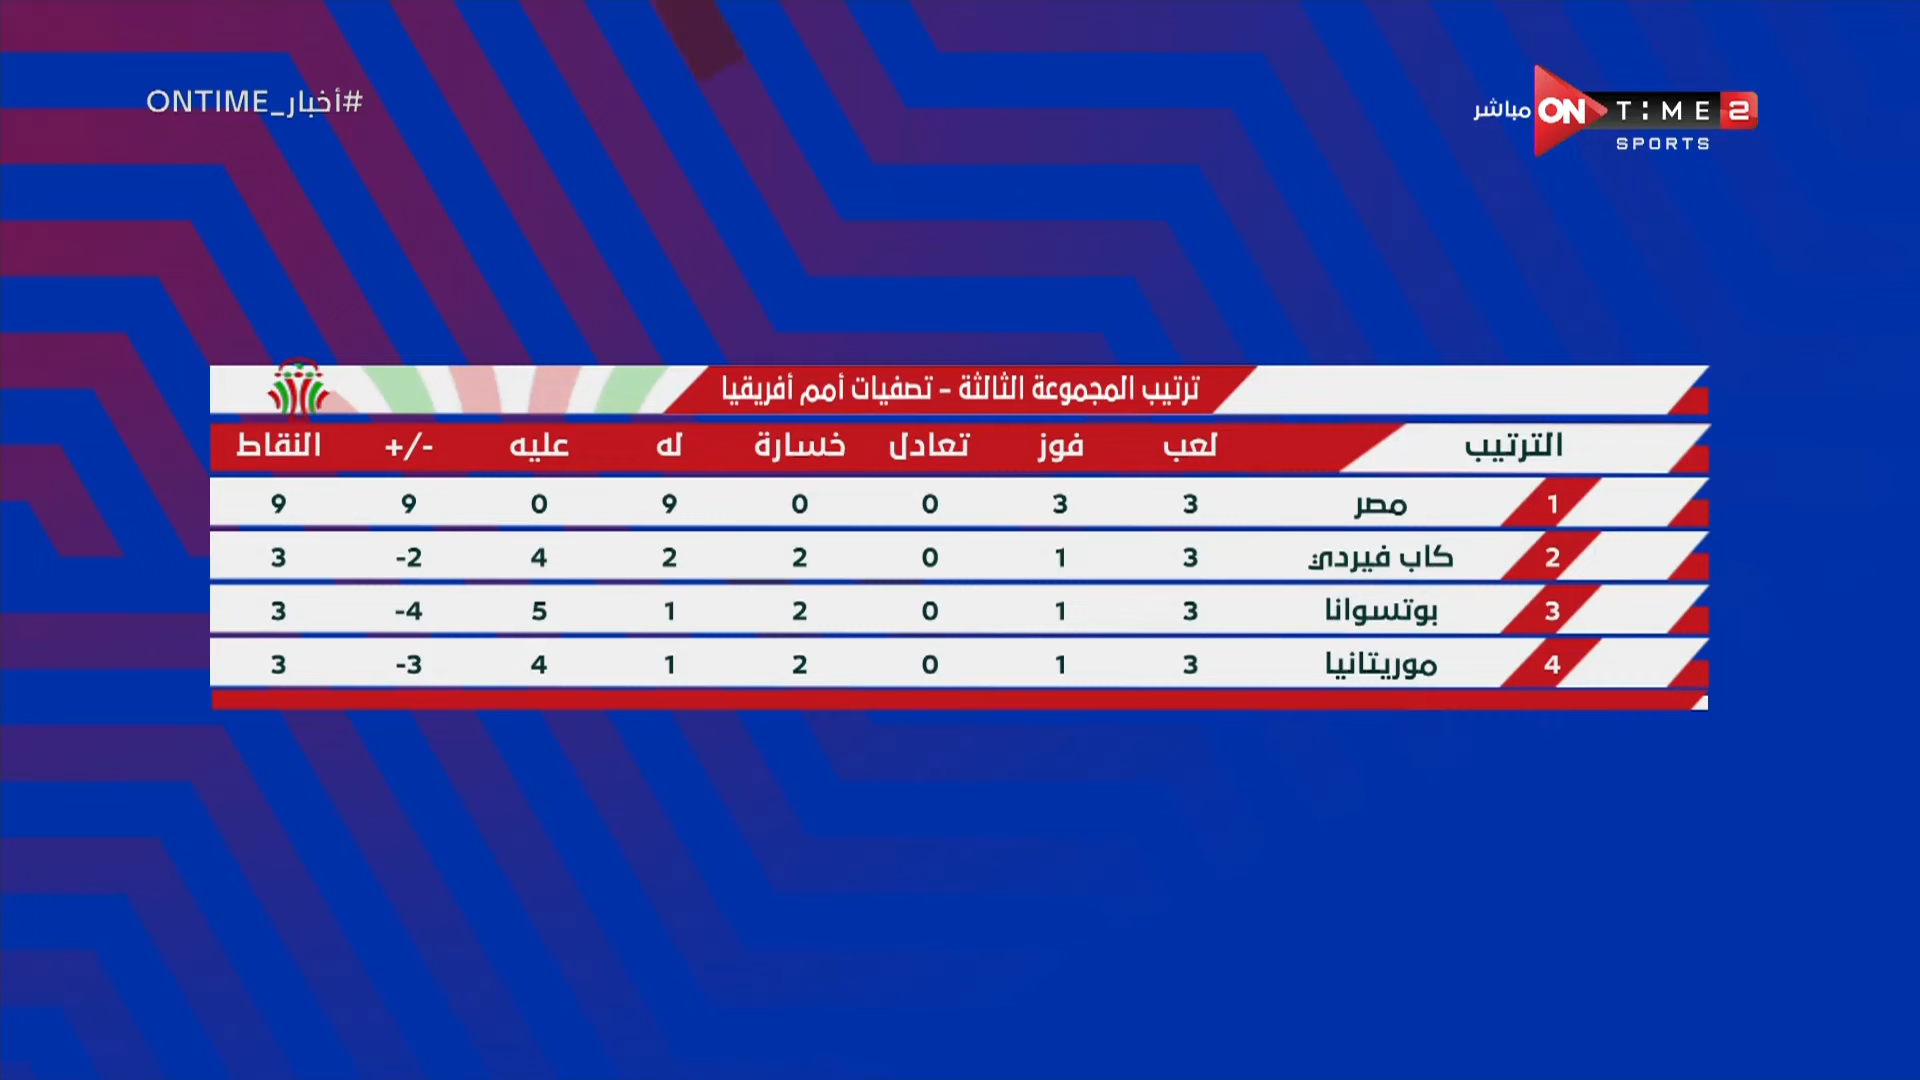 #أخبار_ONTIME
مباشر ON TIME 2
SPORTS
ترتيب المجموعة الثالثة - تصفيات أمم أفريقيا
الترتيب لعب فوز تعادل خسارة له عليه +/- النقاط
1 مصر 3 3 0 0 9 0 9 9
2 كاب فيردي 3 1 0 2 2 4 -2 3
3 بوتسوانا 3 1 0 2 1 5 -4 3
4 موريتانيا 3 1 0 2 1 4 -3 3